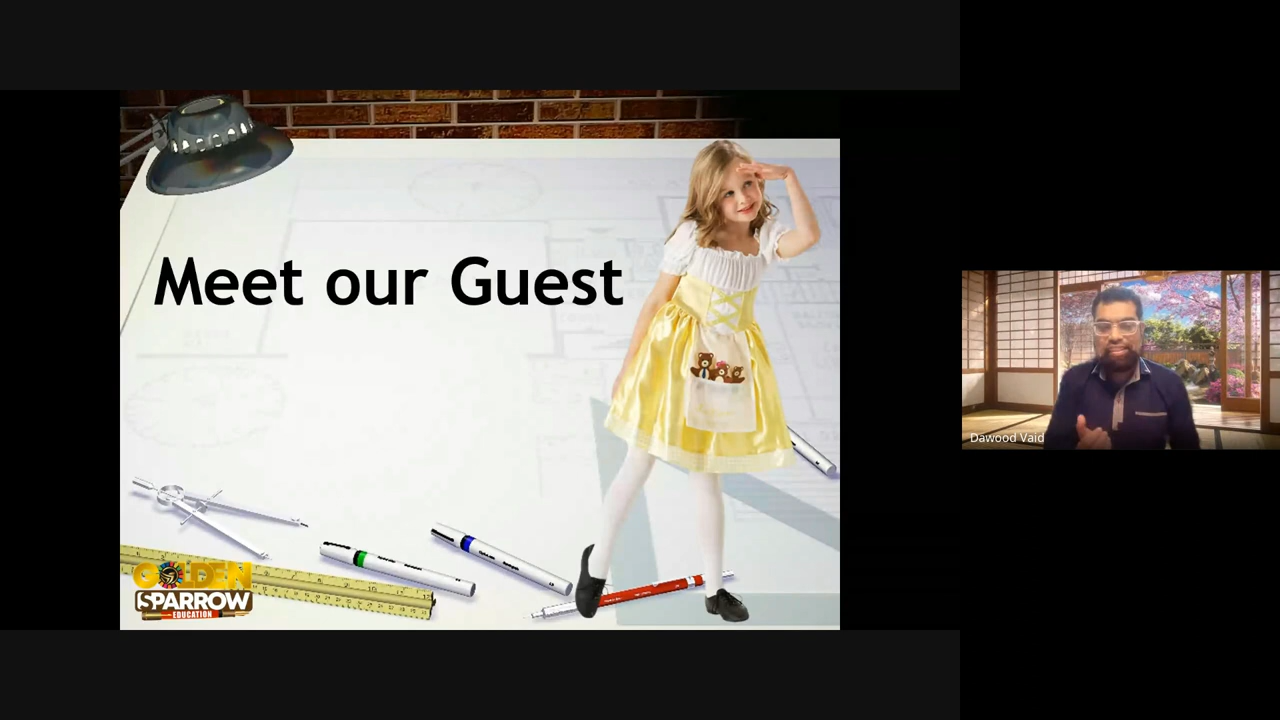 Meet our Guest
GOLDEN
SPARROW
EDUCATION
Dawood Vaid